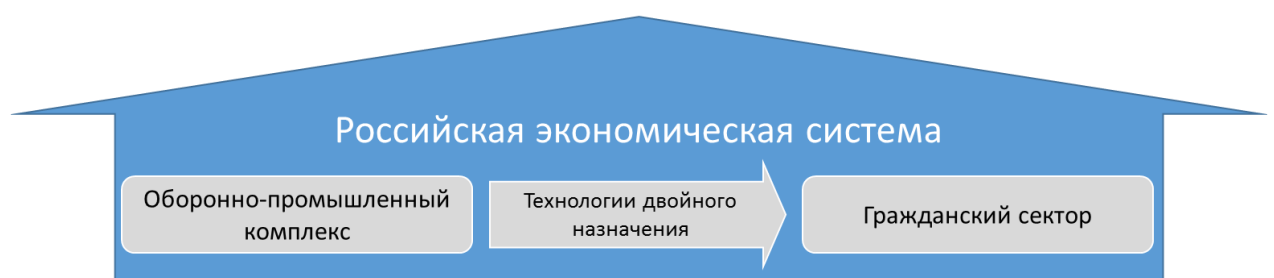 Российская экономическая система
Оборонно-промышленный
комплекс
Технологии двойного
назначения
Гражданский сектор